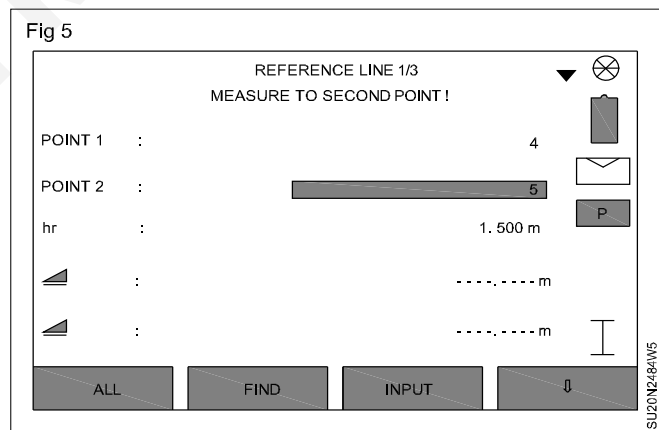 Fig 5
REFERENCE LINE 1/3
MEASURE TO SECOND POINT !
POINT 1 : 4
POINT 2 : 5
hr : 1. 500 m
: - - - -. - - - - m
: - - - -. - - - - m
P
ALL FIND INPUT ⇩
SU20N2484W5